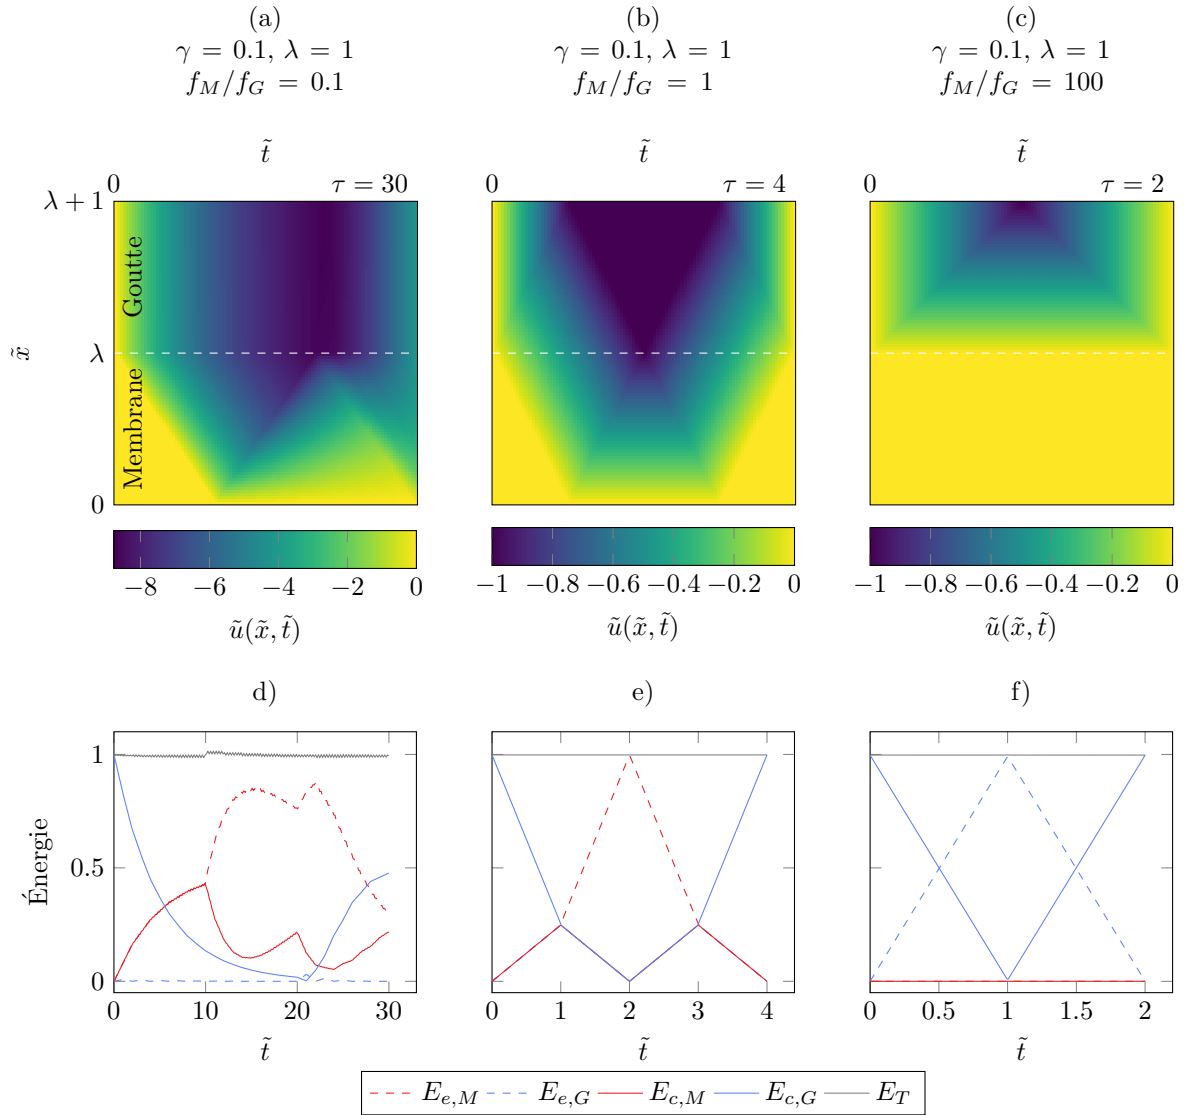 (a) (b) (c)
γ = 0.1, λ = 1 γ = 0.1, λ = 1 γ = 0.1, λ = 1
f_M/f_G = 0.1 f_M/f_G = 1 f_M/f_G = 100
t̃ t̃ t̃
0 τ = 30 0 τ = 4 0 τ = 2
λ + 1
Goutte
x̃ λ
Membrane
0
−8 −6 −4 −2 0 −1 −0.8 −0.6 −0.4 −0.2 0 −1 −0.8 −0.6 −0.4 −0.2 0
ũ(x̃, t̃) ũ(x̃, t̃) ũ(x̃, t̃)
d) e) f)
1
Énergie 0.5
0
0 10 20 30 0 1 2 3 4 0 0.5 1 1.5 2
t̃ t̃ t̃
E_{e,M} E_{e,G} E_{c,M} E_{c,G} E_T